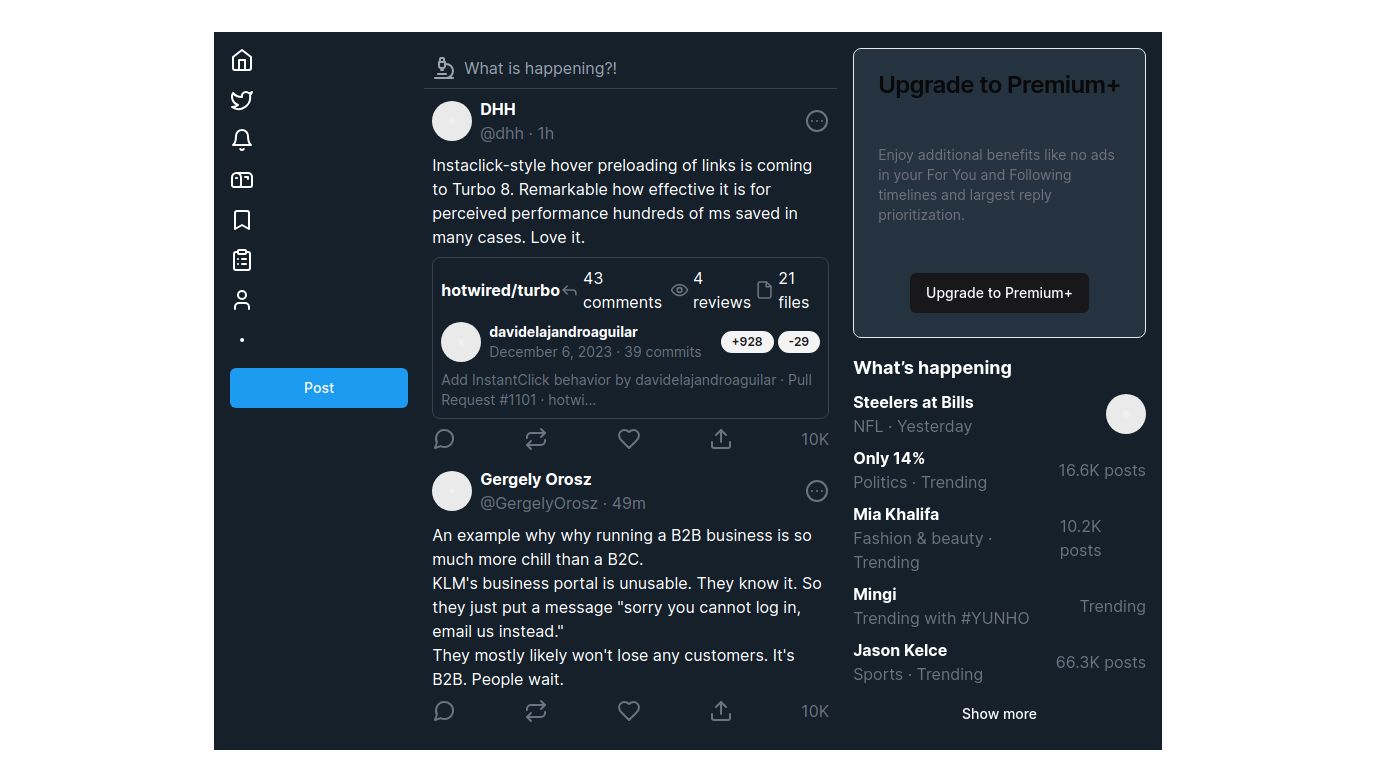 What is happening?!
DHH
@dhh · 1h
Instaclick-style hover preloading of links is coming
to Turbo 8. Remarkable how effective it is for
perceived performance hundreds of ms saved in
many cases. Love it.
hotwired/turbo
43
comments
4
reviews
21
files
davidelajandroaguilar
December 6, 2023 · 39 commits
+928
-29
Add InstantClick behavior by davidelajandroaguilar · Pull
Request #1101 · hotwi...
10K
Gergely Orosz
@GergelyOrosz · 49m
An example why why running a B2B business is so
much more chill than a B2C.
KLM's business portal is unusable. They know it. So
they just put a message "sorry you cannot log in,
email us instead."
They mostly likely won't lose any customers. It's
B2B. People wait.
10K
Post
Upgrade to Premium+
Enjoy additional benefits like no ads
in your For You and Following
timelines and largest reply
prioritization.
Upgrade to Premium+
What's happening
Steelers at Bills
NFL · Yesterday
Only 14%
Politics · Trending
16.6K posts
Mia Khalifa
Fashion & beauty ·
Trending
10.2K
posts
Mingi
Trending with #YUNHO
Trending
Jason Kelce
Sports · Trending
66.3K posts
Show more